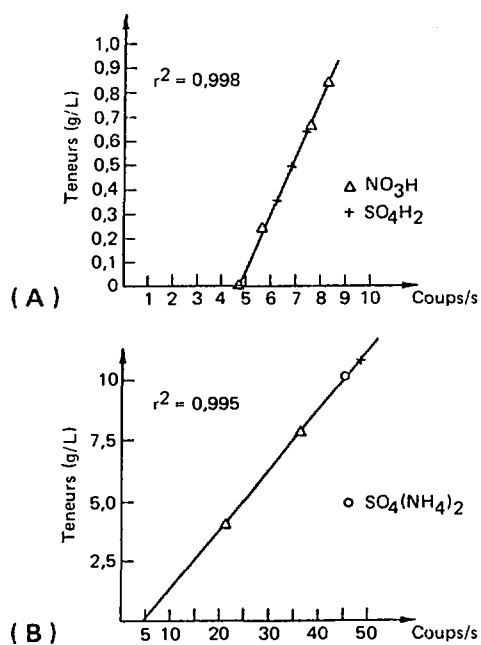 Teneurs (g/L)
1,0
0,9
0,8
0,7
0,6
0,5
0,4
0,3
0,2
0,1
0
r² = 0,998
△ NO₃H
+ SO₄H₂
1 2 3 4 5 6 7 8 9 10 Coups/s
(A)
Teneurs (g/L)
10
7,5
5,0
2,5
r² = 0,995
○ SO₄(NH₄)₂
5 10 20 30 40 50 Coups/s
(B)